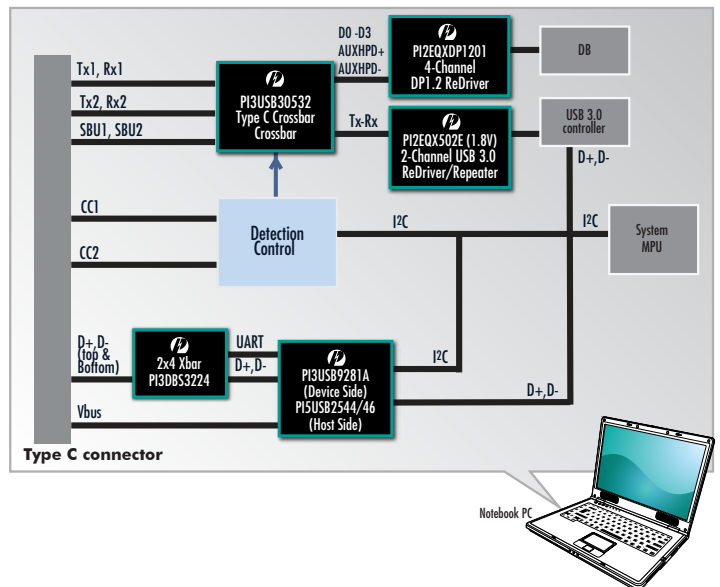 D0 -D3
AUXHPD+
AUXHPD-
PI2EQXDP1201
4-Channel
DP1.2 ReDriver
DB
Tx1, Rx1
Tx2, Rx2
SBU1, SBU2
PI3USB30532
Type C Crossbar
Crossbar
Tx-Rx
PI2EQX502E (1.8V)
2-Channel USB 3.0
ReDriver/Repeater
USB 3.0
controller
D+,D-
CC1
CC2
Detection
Control
I2C
I2C
System
MPU
D+,D-
(top &
Bottom)
2x4 Xbar
PI3DBS3224
UART
D+,D-
PI3USB9281A
(Device Side)
PI5USB2544/46
(Host Side)
I2C
D+,D-
Vbus
Type C connector
Notebook PC